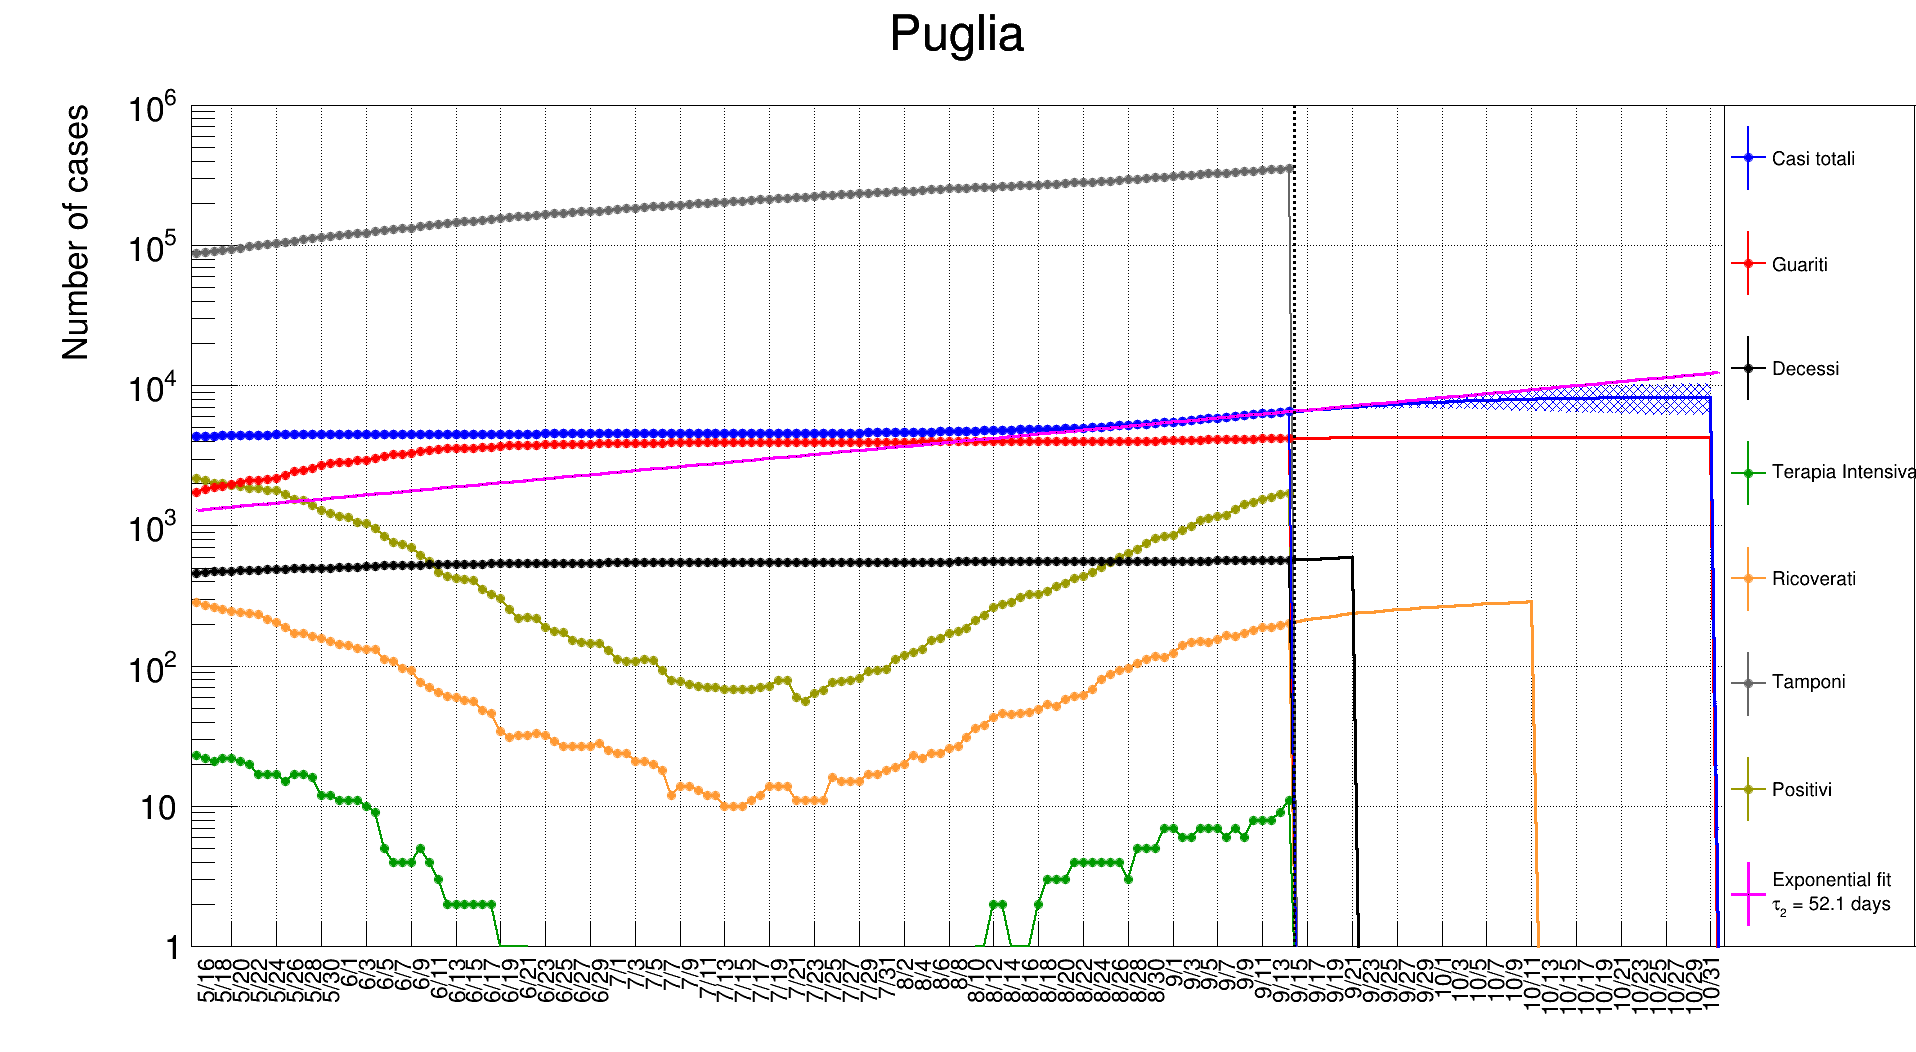 Puglia
Number of cases
10^6
10^5
10^4
10^3
10^2
10
1
5/16 5/18 5/20 5/22 5/24 5/26 5/28 5/30 6/1 6/3 6/5 6/7 6/9 6/11 6/13 6/15 6/17 6/19 6/21 6/23 6/25 6/27 6/29 7/1 7/3 7/5 7/7 7/9 7/11 7/13 7/15 7/17 7/19 7/21 7/23 7/25 7/27 7/29 7/31 8/2 8/4 8/6 8/8 8/10 8/12 8/14 8/16 8/18 8/20 8/22 8/24 8/26 8/28 8/30 9/1 9/3 9/5 9/7 9/9 9/11 9/13 9/15 9/17 9/19 9/21 9/23 9/25 9/27 9/29 10/1 10/3 10/5 10/7 10/9 10/11 10/13 10/15 10/17 10/19 10/21 10/23 10/25 10/27 10/29 10/31
Casi totali
Guariti
Decessi
Terapia Intensiva
Ricoverati
Tamponi
Positivi
Exponential fit
τ₂ = 52.1 days